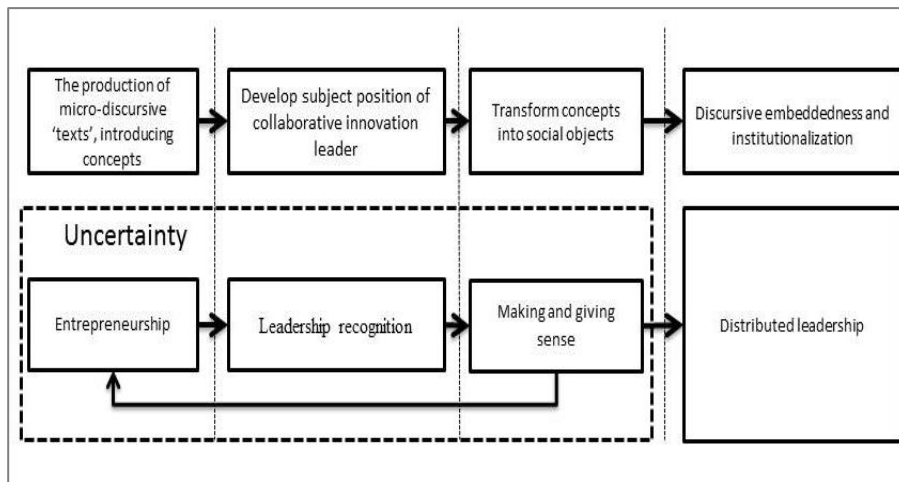 The production of
micro-discursive
‘texts’, introducing
concepts
Develop subject position of
collaborative innovation
leader
Transform concepts
into social objects
Discursive embeddedness and
institutionalization
Uncertainty
Entrepreneurship
Leadership recognition
Making and giving
sense
Distributed leadership